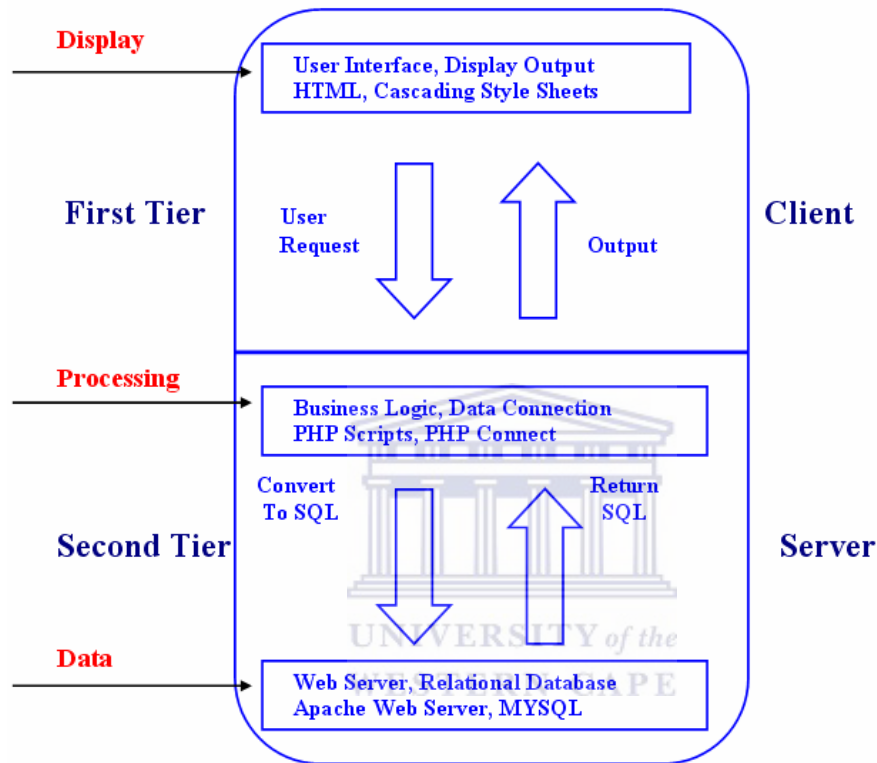 Display
User Interface, Display Output
HTML, Cascading Style Sheets
First Tier
User
Request
Output
Client
Processing
Business Logic, Data Connection
PHP Scripts, PHP Connect
Convert
To SQL
Return
SQL
Second Tier
Server
UNIVERSITY of the
WESTERN CAPE
Data
Web Server, Relational Database
Apache Web Server, MYSQL